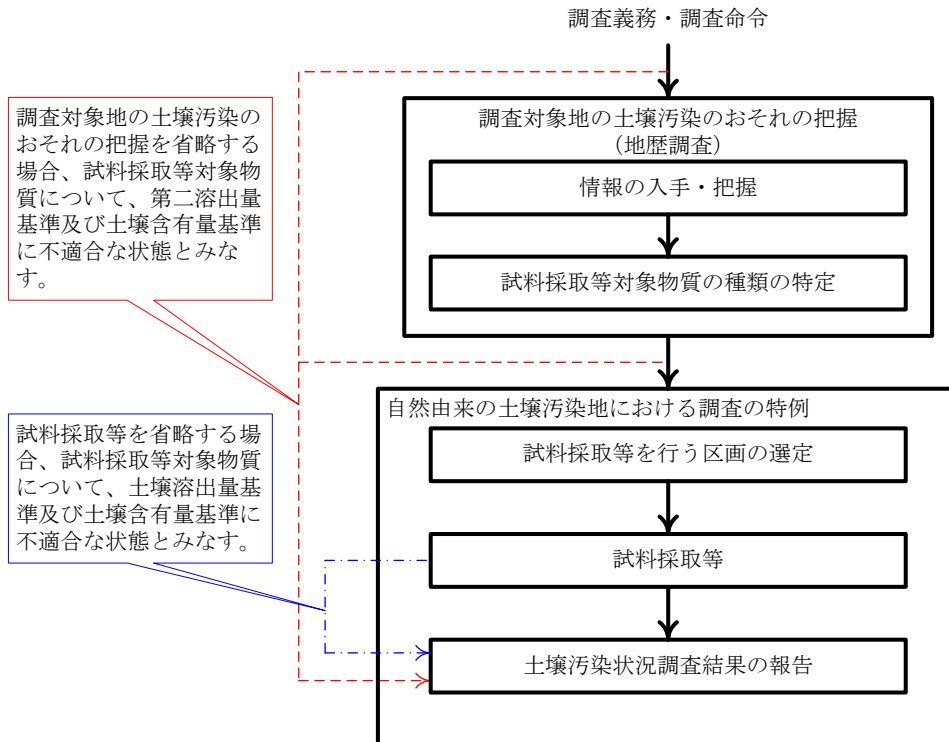 調査義務・調査命令
調査対象地の土壌汚染の
おそれの把握を省略する
場合、試料採取等対象物
質について、第二溶出量
基準及び土壌含有量基準
に不適合な状態とみな
す。
調査対象地の土壌汚染のおそれの把握
（地歴調査）
情報の入手・把握
試料採取等対象物質の種類の特定
自然由来の土壌汚染地における調査の特例
試料採取等を行う区画の選定
試料採取等を省略する場
合、試料採取等対象物質
について、土壌溶出量基
準及び土壌含有量基準に
不適合な状態とみなす。
試料採取等
土壌汚染状況調査結果の報告